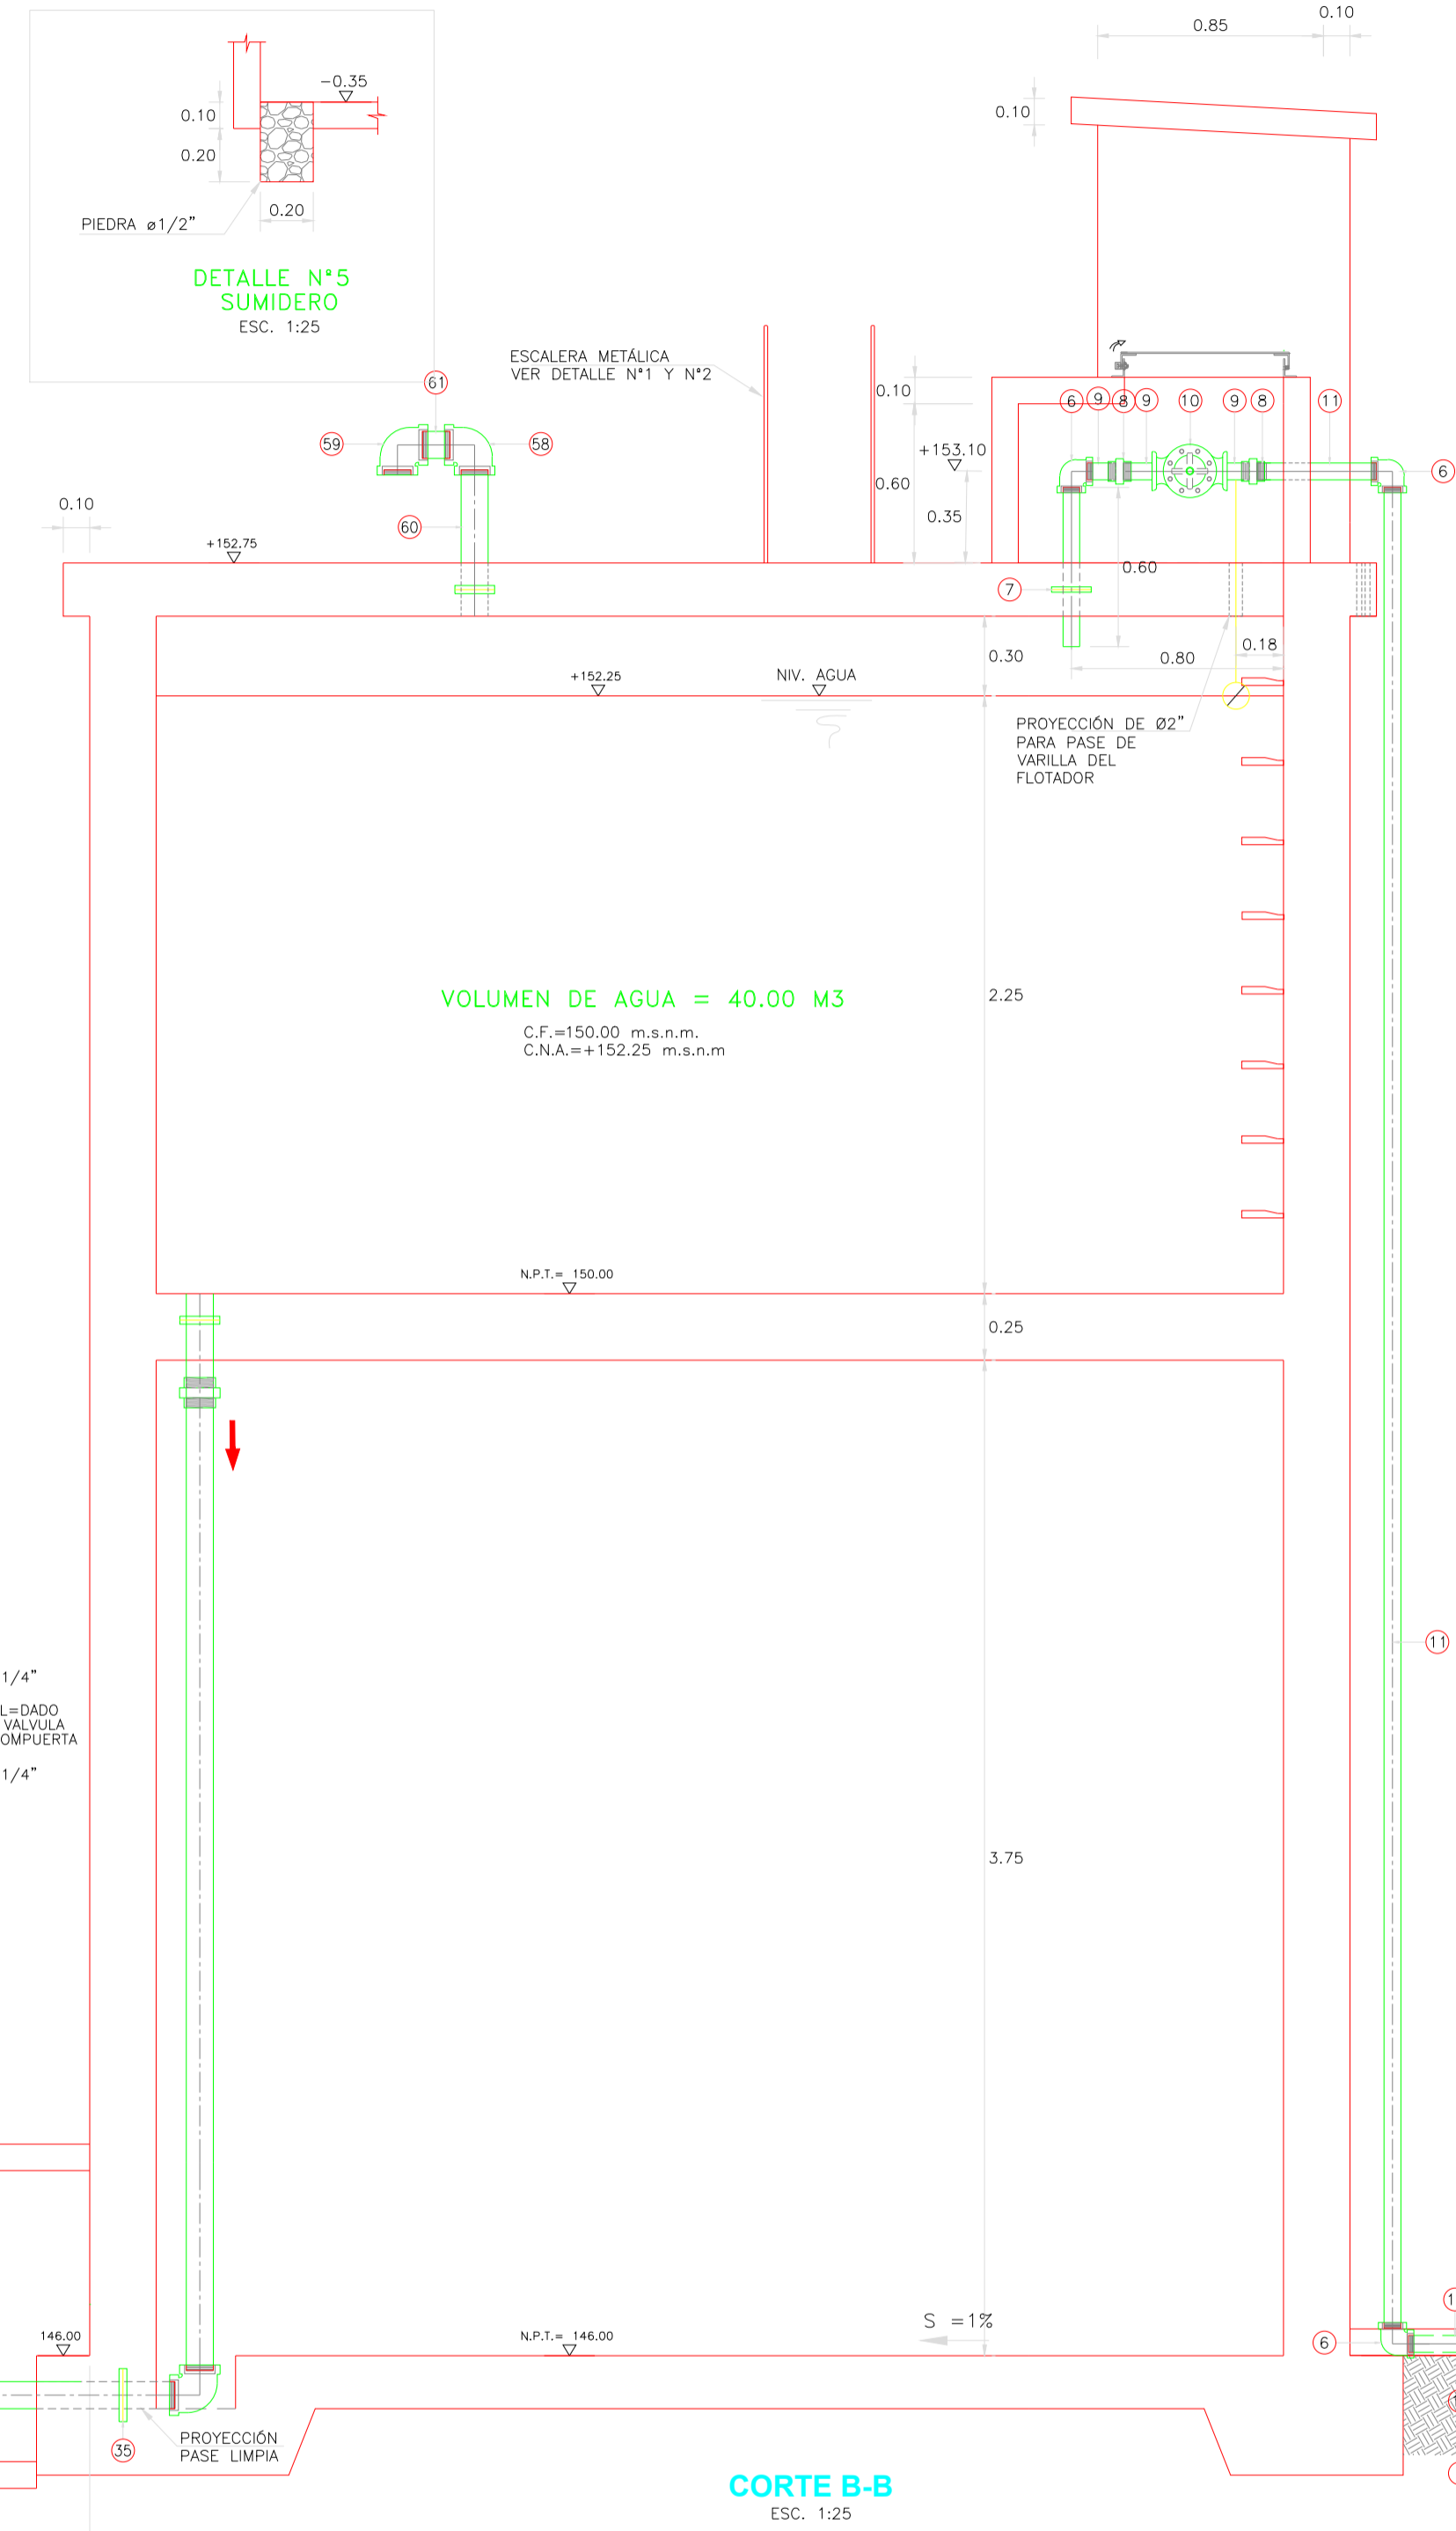 0.85
0.10
-0.35
0.10
0.20
0.20
PIEDRA ø1/2"
DETALLE N°5
SUMIDERO
ESC. 1:25
0.10
ESCALERA METÁLICA
VER DETALLE N°1 Y N°2
61
59
58
60
0.10
0.60
+153.10
0.35
6
9
8
9
10
9
8
11
6
0.10
+152.75
7
0.60
0.30
0.80
0.18
+152.25
NIV. AGUA
PROYECCIÓN DE Ø2"
PARA PASE DE
VARILLA DEL
FLOTADOR
VOLUMEN DE AGUA = 40.00 M3
C.F.=150.00 m.s.n.m.
C.N.A.=+152.25 m.s.n.m
2.25
N.P.T.= 150.00
0.25
11
1/4"
L=DADO
VALVULA
OMPUERTA
1/4"
3.75
S =1%
146.00
N.P.T.= 146.00
6
35
PROYECCIÓN
PASE LIMPIA
CORTE B-B
ESC. 1:25